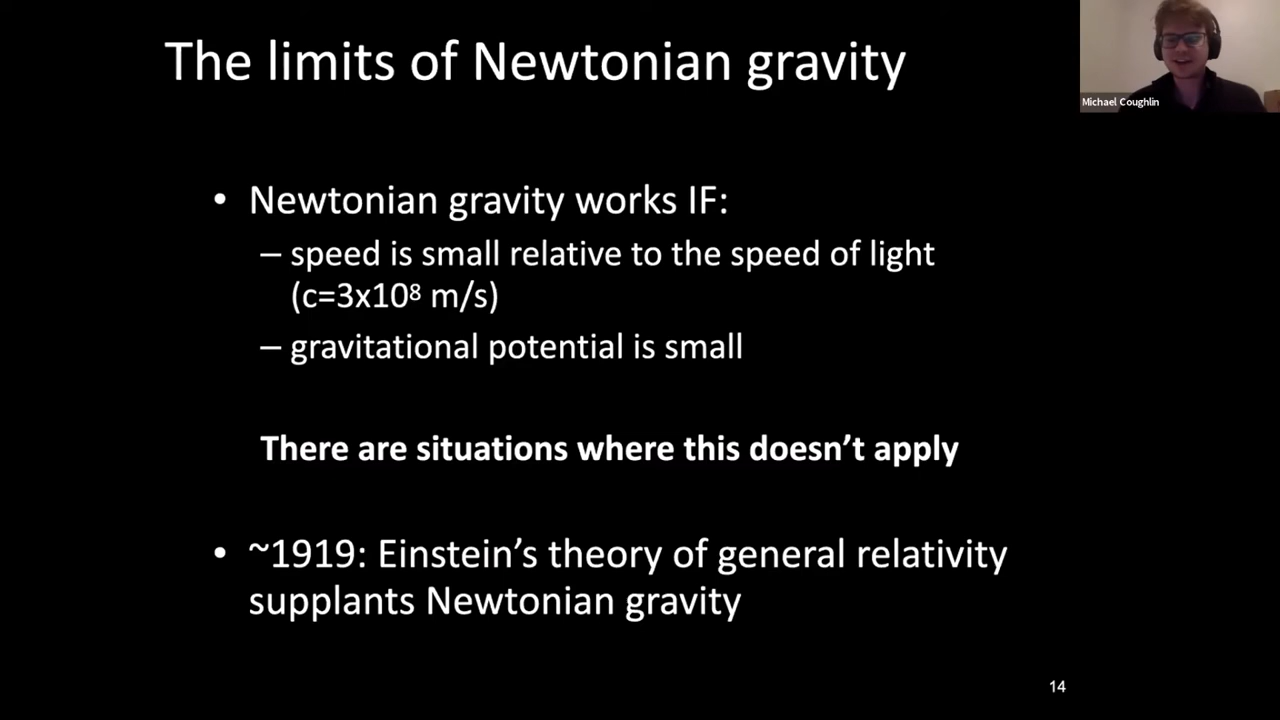 The limits of Newtonian gravity
Michael Coughlin
• Newtonian gravity works IF:
– speed is small relative to the speed of light
(c=3x10⁸ m/s)
– gravitational potential is small
There are situations where this doesn’t apply
• ~1919: Einstein’s theory of general relativity
supplants Newtonian gravity
14